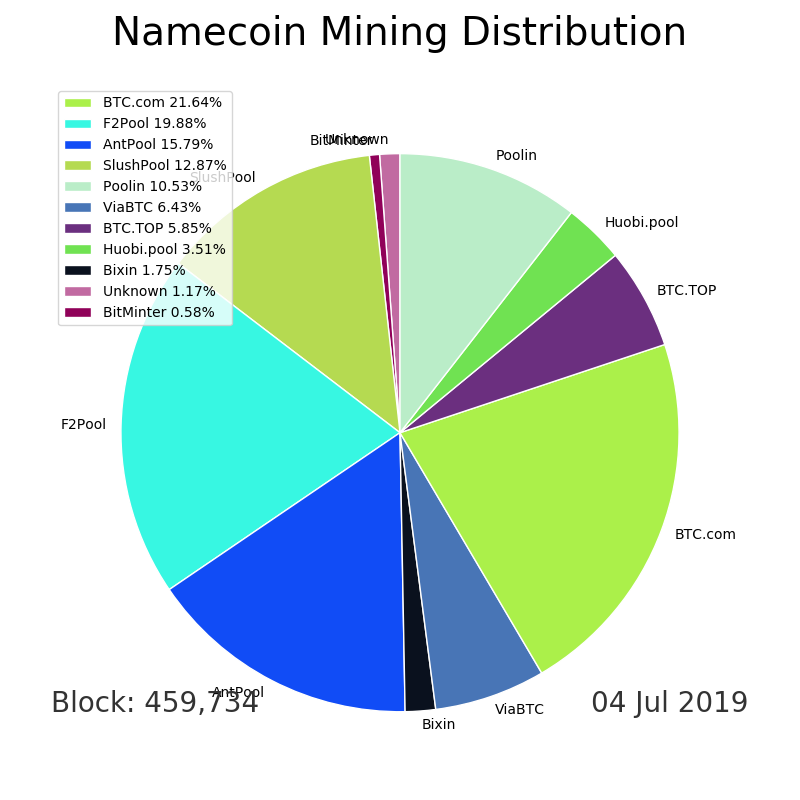 Namecoin Mining Distribution
BTC.com 21.64%
F2Pool 19.88%
AntPool 15.79%
SlushPool 12.87%
Poolin 10.53%
ViaBTC 6.43%
BTC.TOP 5.85%
Huobi.pool 3.51%
Bixin 1.75%
Unknown 1.17%
BitMinter 0.58%
BitMinter
Unknown
Poolin
SlushPool
Huobi.pool
BTC.TOP
F2Pool
BTC.com
AntPool
Block: 459,734
04 Jul 2019
ViaBTC
Bixin